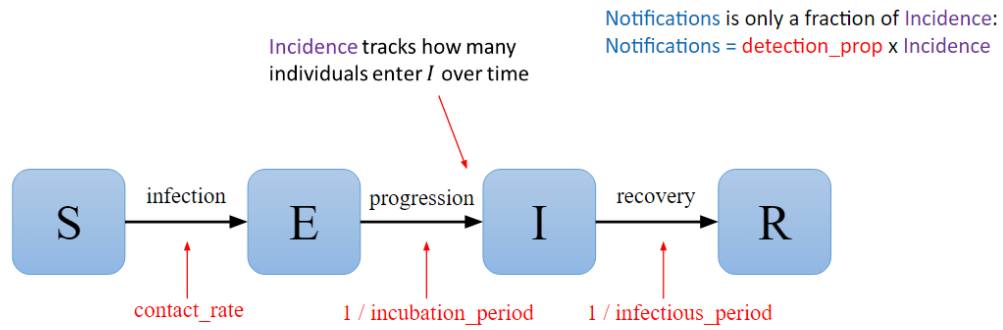 Notifications is only a fraction of Incidence:
Notifications = detection_prop x Incidence
Incidence tracks how many
individuals enter I over time
S
infection
E
progression
I
recovery
R
contact_rate
1 / incubation_period
1 / infectious_period